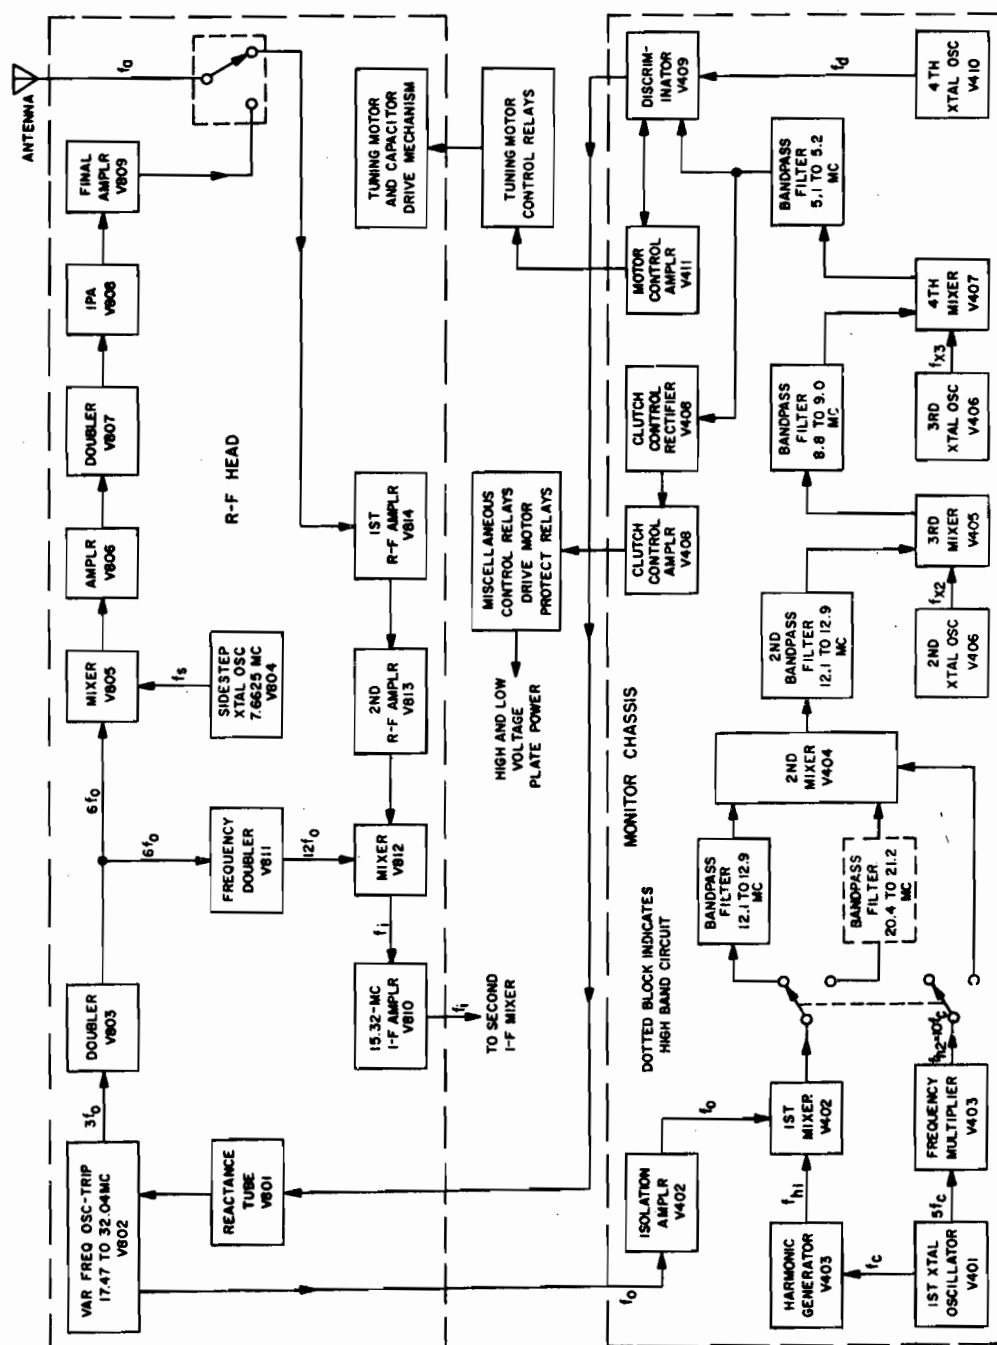 ANTENNA
fa
FINAL
AMPLR
V809
IPA
V808
DOUBLER
V807
AMPLR
V806
MIXER
V805
fs
SIDESTEP
XTAL OSC
7.6625 MC
V804
6fo
DOUBLER
V803
3fo
VAR FREQ OSC-TRIP
17.47 TO 32.04MC
V802
R-F HEAD
6fo
FREQUENCY
DOUBLER
V811
12fo
1ST
R-F AMPLR
V814
2ND
R-F AMPLR
V813
MIXER
V812
fi
15.32-MC
I-F AMPLR
V810
fi
TO SECOND
I-F MIXER
REACTANCE
TUBE
V801
fo
TUNING MOTOR
AND CAPACITOR
DRIVE MECHANISM
TUNING MOTOR
CONTROL RELAYS
MISCELLANEOUS
CONTROL RELAYS
DRIVE MOTOR
PROTECT RELAYS
HIGH AND LOW
VOLTAGE
PLATE POWER
MONITOR CHASSIS
DOTTED BLOCK INDICATES
HIGH BAND CIRCUIT
DISCRIM-
INATOR
V409
fd
4TH
XTAL OSC
V410
MOTOR
CONTROL
AMPLR
V411
CLUTCH
CONTROL
RECTIFIER
V408
CLUTCH
CONTROL
AMPLR
V408
BANDPASS
FILTER
5.1 TO 5.2
MC
4TH
MIXER
V407
fx3
3RD
XTAL OSC
V406
BANDPASS
FILTER
8.8 TO 9.0
MC
3RD
MIXER
V405
fx2
2ND
XTAL OSC
V406
2ND
BANDPASS
FILTER
12.1 TO 12.9
MC
2ND
MIXER
V404
BANDPASS
FILTER
12.1 TO 12.9
MC
BANDPASS
FILTER
20.4 TO 21.2
MC
ISOLATION
AMPLR
V402
fo
1ST
MIXER
V402
fh1
HARMONIC
GENERATOR
V403
fc
1ST XTAL
OSCILLATOR
V401
5fc
FREQUENCY
MULTIPLIER
V403
fh2=10fc